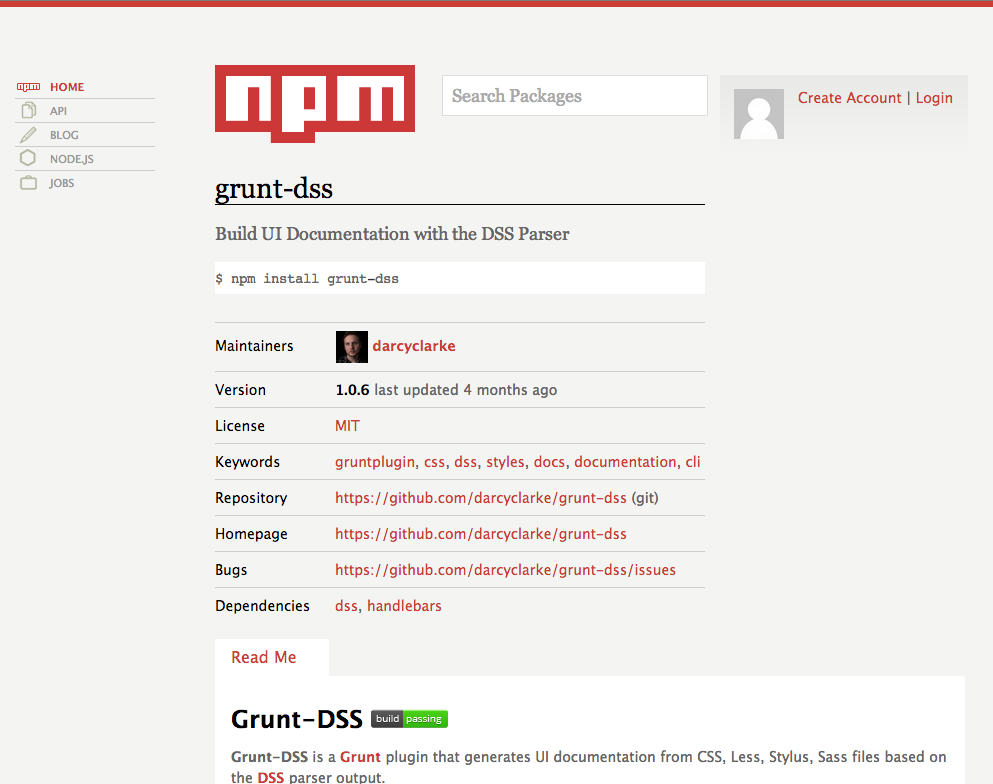 npm HOME
API
BLOG
NODE.JS
JOBS
npm
Search Packages
Create Account | Login
grunt-dss
Build UI Documentation with the DSS Parser
$ npm install grunt-dss
Maintainers darcyclarke
Version 1.0.6 last updated 4 months ago
License MIT
Keywords gruntplugin, css, dss, styles, docs, documentation, cli
Repository https://github.com/darcyclarke/grunt-dss (git)
Homepage https://github.com/darcyclarke/grunt-dss
Bugs https://github.com/darcyclarke/grunt-dss/issues
Dependencies dss, handlebars
Read Me
Grunt-DSS build passing
Grunt-DSS is a Grunt plugin that generates UI documentation from CSS, Less, Stylus, Sass files based on
the DSS parser output.